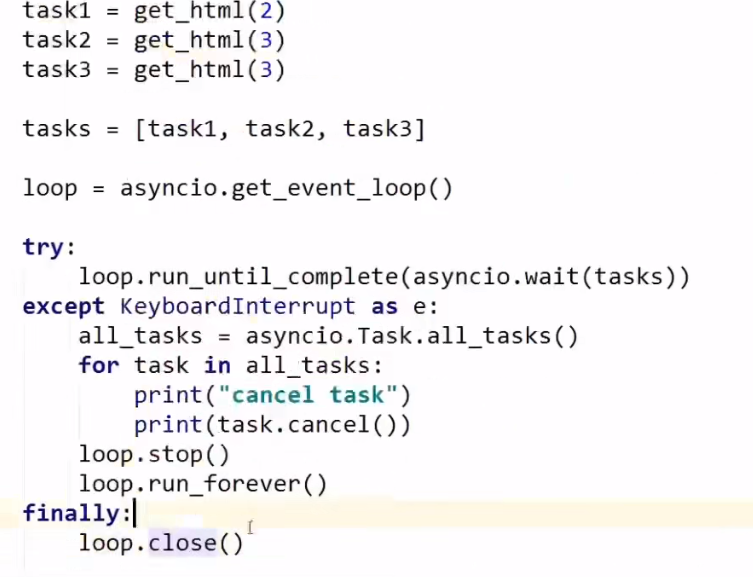 task1 = get_html(2)
task2 = get_html(3)
task3 = get_html(3)
tasks = [task1, task2, task3]
loop = asyncio.get_event_loop()
try:
    loop.run_until_complete(asyncio.wait(tasks))
except KeyboardInterrupt as e:
    all_tasks = asyncio.Task.all_tasks()
    for task in all_tasks:
        print("cancel task")
        print(task.cancel())
    loop.stop()
    loop.run_forever()
finally:
    loop.close()